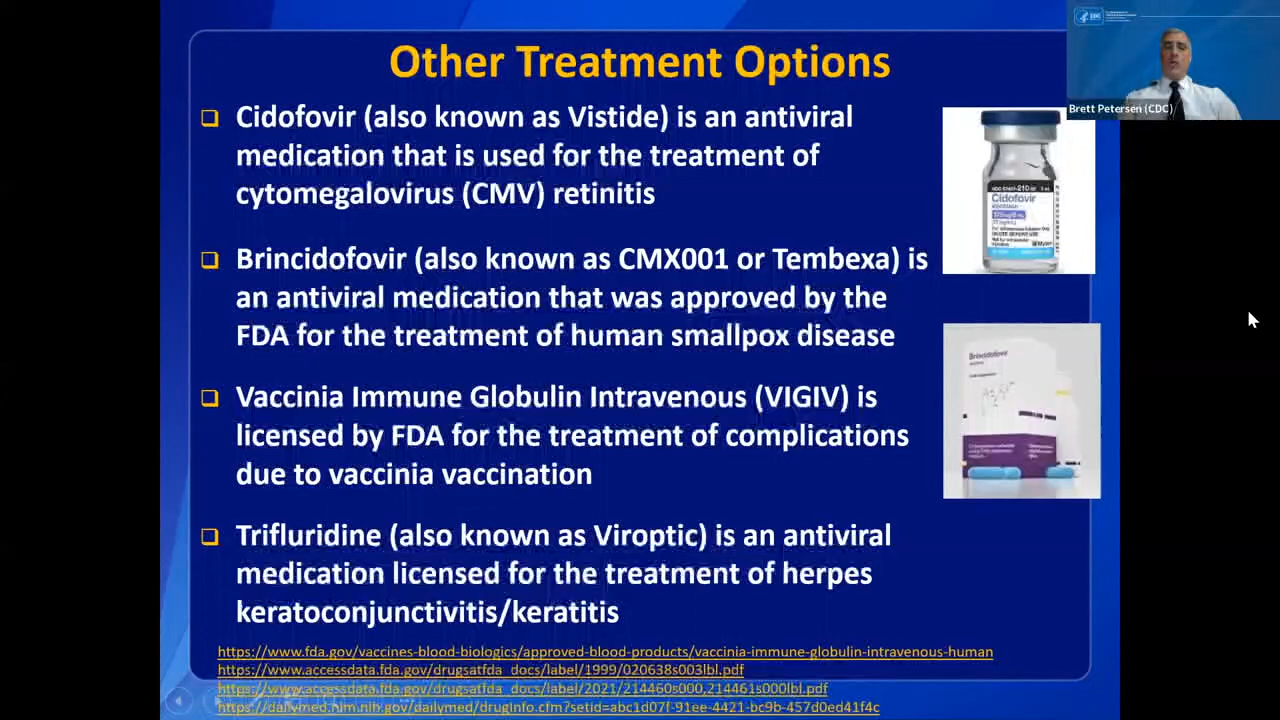 Other Treatment Options
Brett Petersen (CDC)
❑ Cidofovir (also known as Vistide) is an antiviral
medication that is used for the treatment of
cytomegalovirus (CMV) retinitis
❑ Brincidofovir (also known as CMX001 or Tembexa) is
an antiviral medication that was approved by the
FDA for the treatment of human smallpox disease
❑ Vaccinia Immune Globulin Intravenous (VIGIV) is
licensed by FDA for the treatment of complications
due to vaccinia vaccination
❑ Trifluridine (also known as Viroptic) is an antiviral
medication licensed for the treatment of herpes
keratoconjunctivitis/keratitis
Cidofovir
Brincidofovir
https://www.fda.gov/vaccines-blood-biologics/approved-blood-products/vaccinia-immune-globulin-intravenous-human
https://www.accessdata.fda.gov/drugsatfda_docs/label/1999/020638s003lbl.pdf
https://www.accessdata.fda.gov/drugsatfda_docs/label/2021/214460s000,214461s000lbl.pdf
https://dailymed.nlm.nih.gov/dailymed/drugInfo.cfm?setid=abc1d07f-91ee-4421-bc9b-457d0ed41f4c